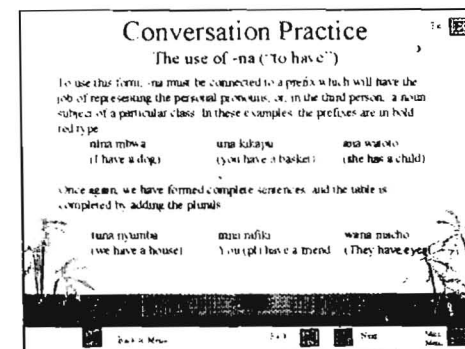 Conversation Practice
The use of -na ("to have")
To use this form, -na must be connected to a prefix which will have the
job of representing the personal pronouns, or, in the third person, a noun
subject of a particular class. In these examples, the prefixes are in bold
red type
nina mbwa una kikapu ana watoto
(I have a dog) (you have a basket) (she has a child)
Once again, we have formed complete sentences, and the table is
completed by adding the plurals
tuna nyumba mna rafiki wana macho
(we have a house) You (pl) have a friend (They have eyes)
Back to Menu Back Next Main Menu